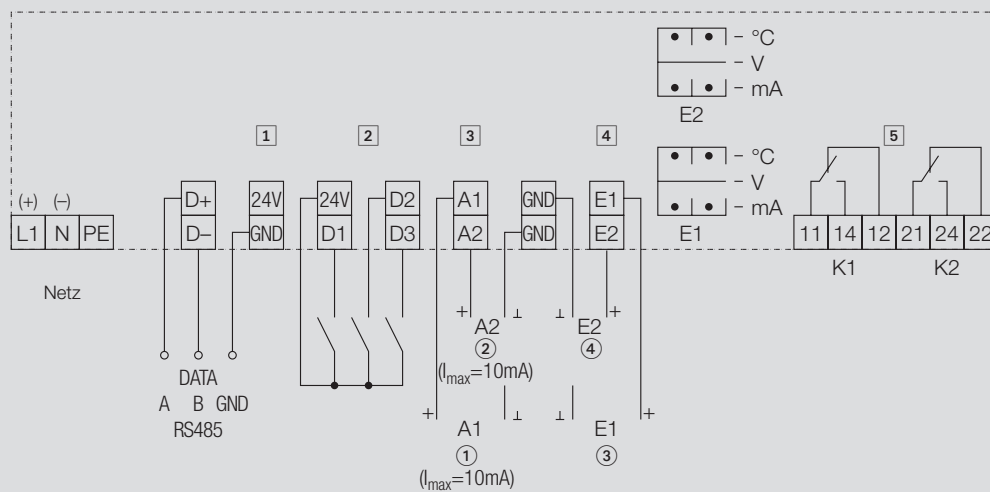 – °C
– V
– mA
E2
1 2 3 4 5
– °C
– V
– mA
E1
(+) (–)
D+ 24V 24V D2 A1 GND E1
L1 N PE D– GND D1 D3 A2 GND E2
11 14 12 21 24 22
K1 K2
Netz
+ ⊥ ⊥ +
A2 E2
② ④
(Imax=10mA)
DATA
A B GND
RS485
+ ⊥ ⊥ +
A1 E1
① ③
(Imax=10mA)